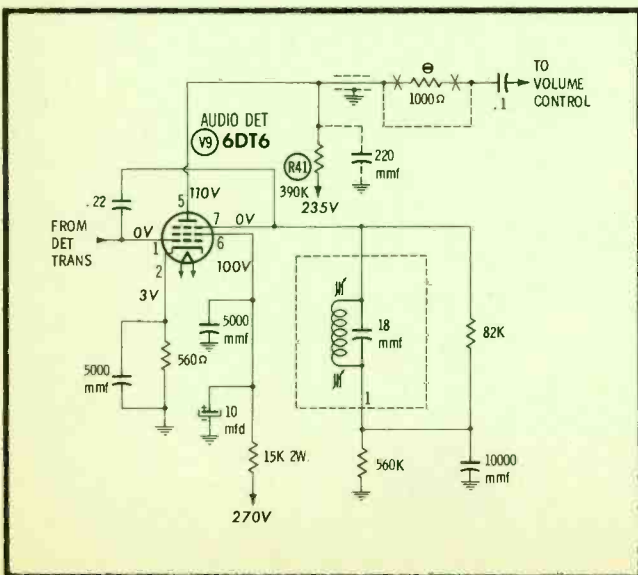 TO
VOLUME
CONTROL
1000Ω
.1
AUDIO DET
V9 6DT6
220
mmf
R41
390K
235V
.22
110V
5
FROM
DET
TRANS
0V
1
7
0V
6
2
100V
3V
5000
mmf
18
mmf
82K
5000
mmf
560Ω
1
10
mfd
15K 2W
560K
10000
mmf
270V